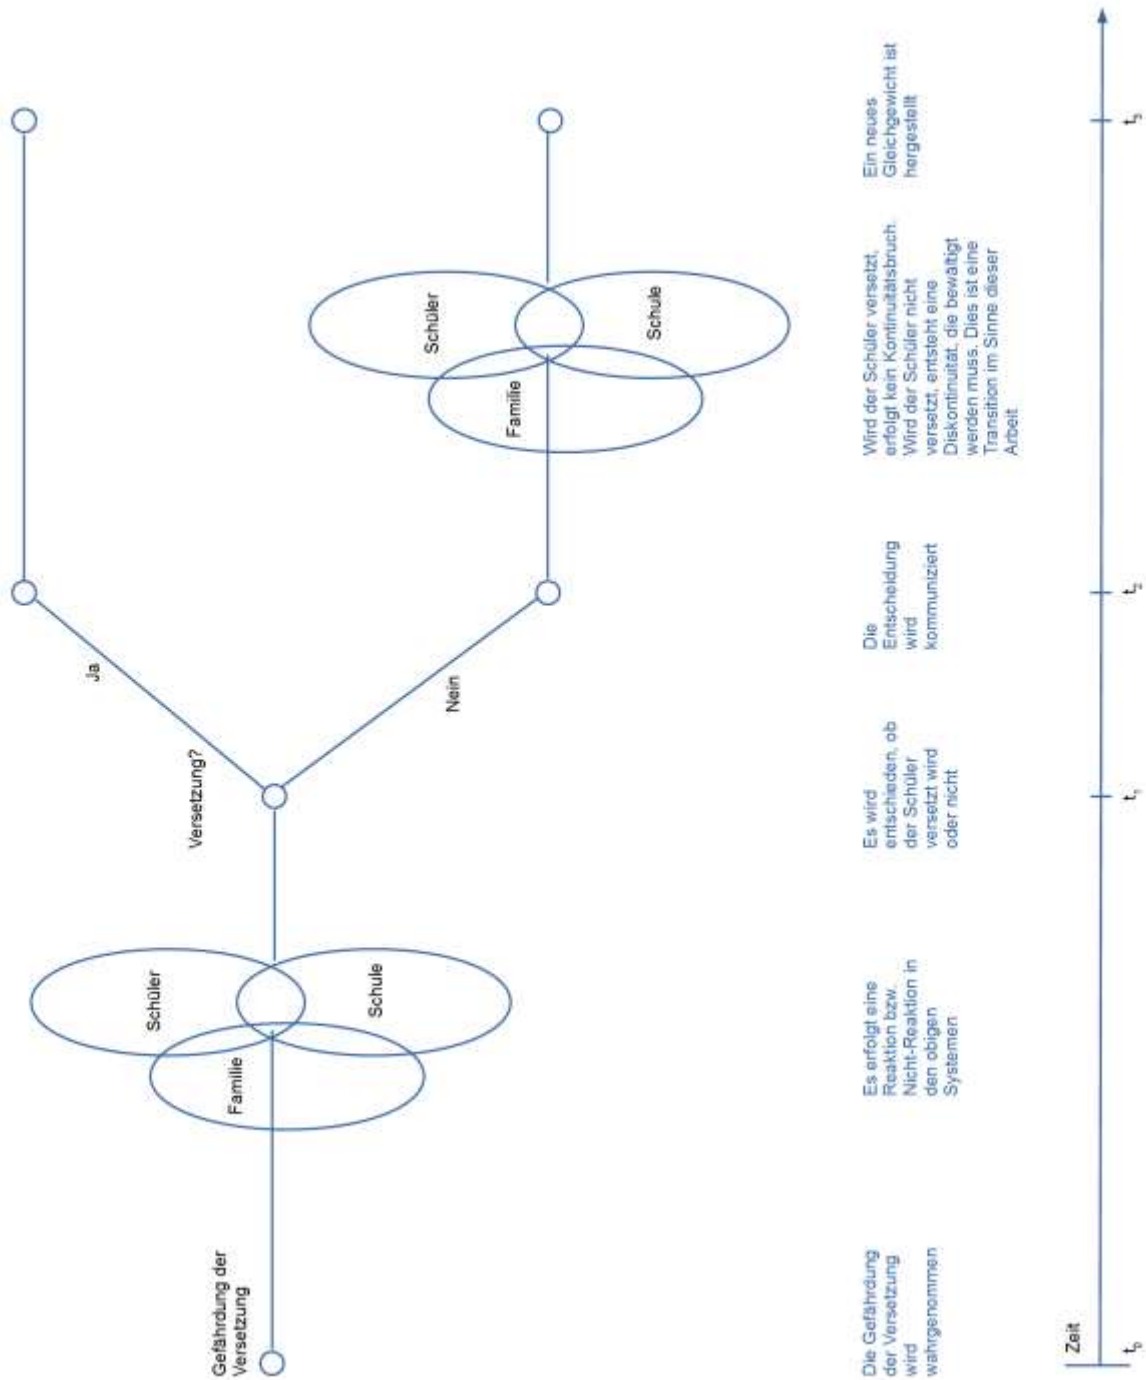 Gefährdung der
Versetzung
Familie
Schüler
Schule
Versetzung?
Ja
Nein
Familie
Schüler
Schule
Die Gefährdung
der Versetzung
wird
wahrgenommen
Es erfolgt eine
Reaktion bzw.
Nicht-Reaktion in
den obigen
Systemen
Es wird
entschieden, ob
der Schüler
versetzt wird
oder nicht
Die
Entscheidung
wird
kommuniziert
Wird der Schüler versetzt,
erfolgt kein Kontinuitätsbruch.
Wird der Schüler nicht
versetzt, entsteht eine
Diskontinuität, die bewältigt
werden muss. Dies ist eine
Transition im Sinne dieser
Arbeit
Ein neues
Gleichgewicht ist
hergestellt
Zeit
t₀
t₁
t₂
t₃